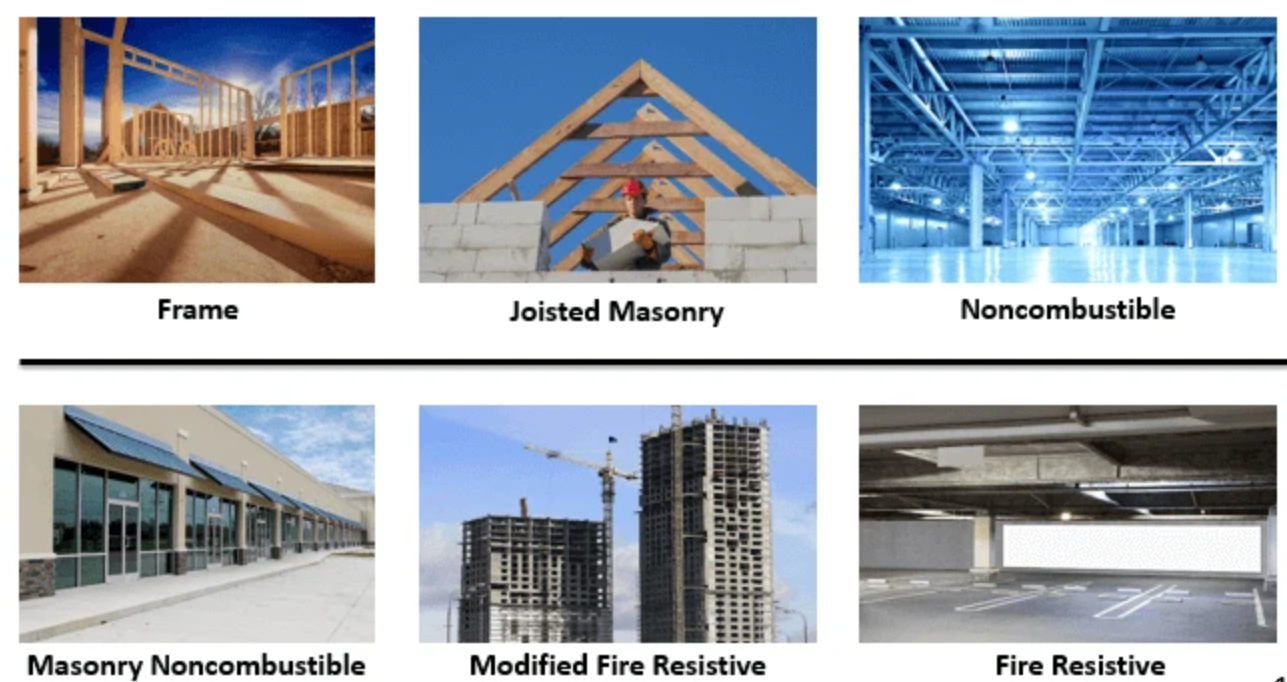 Frame
Joisted Masonry
Noncombustible
Masonry Noncombustible
Modified Fire Resistive
Fire Resistive